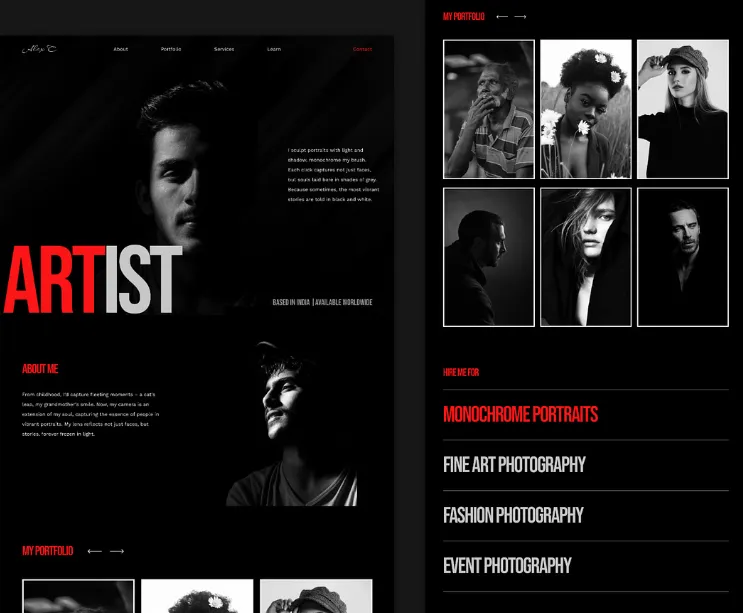 Alex C
About
Portfolio
Services
Learn
Contact
I sculpt portraits with light and
shadow, monochrome my brush.
Each click captures not just faces,
but souls laid bare in shades of grey.
Because sometimes, the most vibrant
stories are told in black and white.
ARTIST
BASED IN INDIA | AVAILABLE WORLDWIDE
ABOUT ME
From childhood, I'd capture fleeting moments – a cat's
leap, my grandmother's smile. Now, my camera is an
extension of my soul, capturing the essence of people in
vibrant portraits. My lens reflects not just faces, but
stories, forever frozen in light.
MY PORTFOLIO
MY PORTFOLIO
HIRE ME FOR
MONOCHROME PORTRAITS
FINE ART PHOTOGRAPHY
FASHION PHOTOGRAPHY
EVENT PHOTOGRAPHY